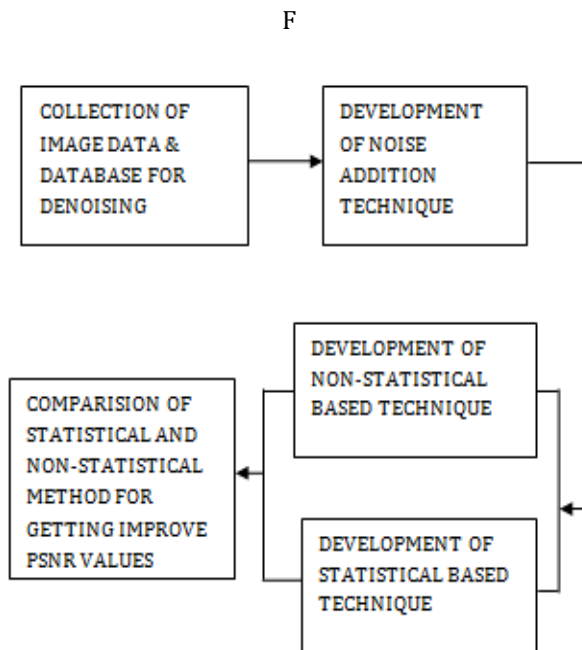 F
COLLECTION OF
IMAGE DATA &
DATABASE FOR
DENOISING
DEVELOPMENT
OF NOISE
ADDITION
TECHNIQUE
DEVELOPMENT OF
NON-STATISTICAL
BASED TECHNIQUE
DEVELOPMENT OF
STATISTICAL BASED
TECHNIQUE
COMPARISION OF
STATISTICAL AND
NON-STATISTICAL
METHOD FOR
GETTING IMPROVE
PSNR VALUES